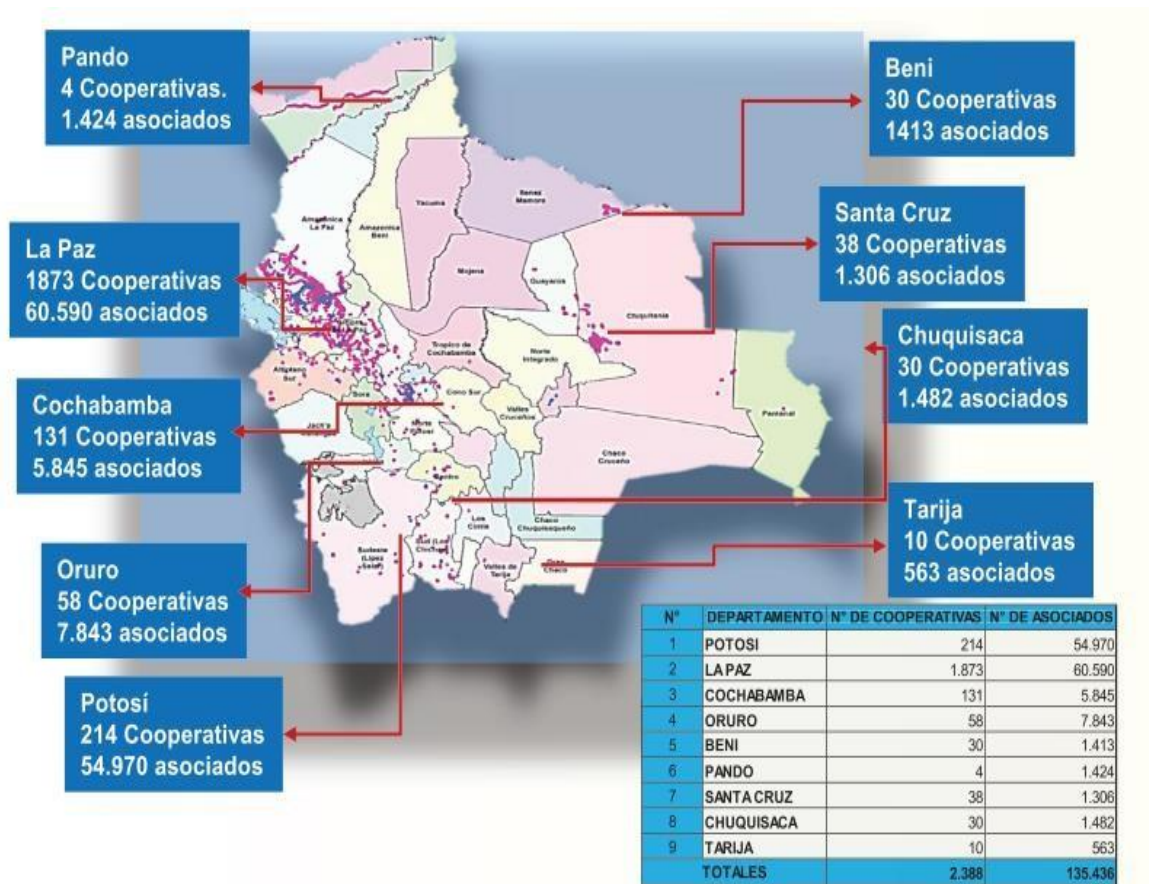 Pando
4 Cooperativas.
1.424 asociados
Beni
30 Cooperativas
1413 asociados
La Paz
1873 Cooperativas
60.590 asociados
Santa Cruz
38 Cooperativas
1.306 asociados
Chuquisaca
30 Cooperativas
1.482 asociados
Cochabamba
131 Cooperativas
5.845 asociados
Oruro
58 Cooperativas
7.843 asociados
Tarija
10 Cooperativas
563 asociados
Potosí
214 Cooperativas
54.970 asociados
Amazonica
La Paz
Amazonica
Beni
Yacuma
Mojena
Chiquitania
Tropico de
Cochabamba
Norte
Integrado
Cono Sur
Valles
Cruceños
Pantanal
Altiplano
Sur
Sora
Norte
Chaco
Cruceño
Centro
Los
Chaco
Chuquisaqueño
Valles de
Tarija
Chaco
N° DEPARTAMENTO N° DE COOPERATIVAS N° DE ASOCIADOS
1 POTOSI 214 54.970
2 LA PAZ 1.873 60.590
3 COCHABAMBA 131 5.845
4 ORURO 58 7.843
5 BENI 30 1.413
6 PANDO 4 1.424
7 SANTA CRUZ 38 1.306
8 CHUQUISACA 30 1.482
9 TARIJA 10 563
TOTALES 2.388 135.436